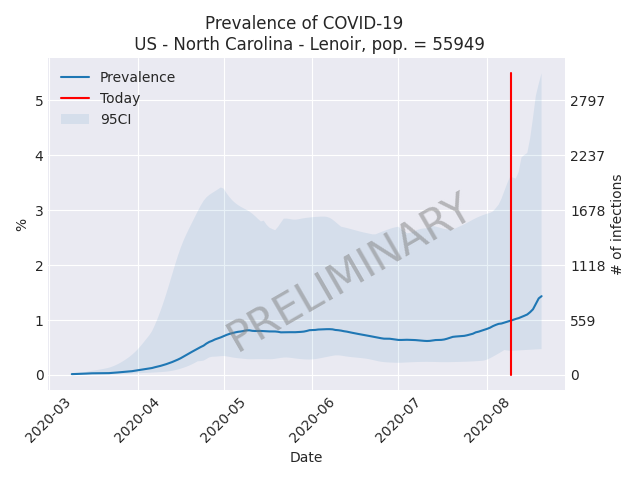 Prevalence of COVID-19
US - North Carolina - Lenoir, pop. = 55949
Prevalence
Today
95CI
PRELIMINARY
%
5
4
3
2
1
0
2797
2237
1678
1118
559
0
# of infections
2020-03
2020-04
2020-05
2020-06
2020-07
2020-08
Date